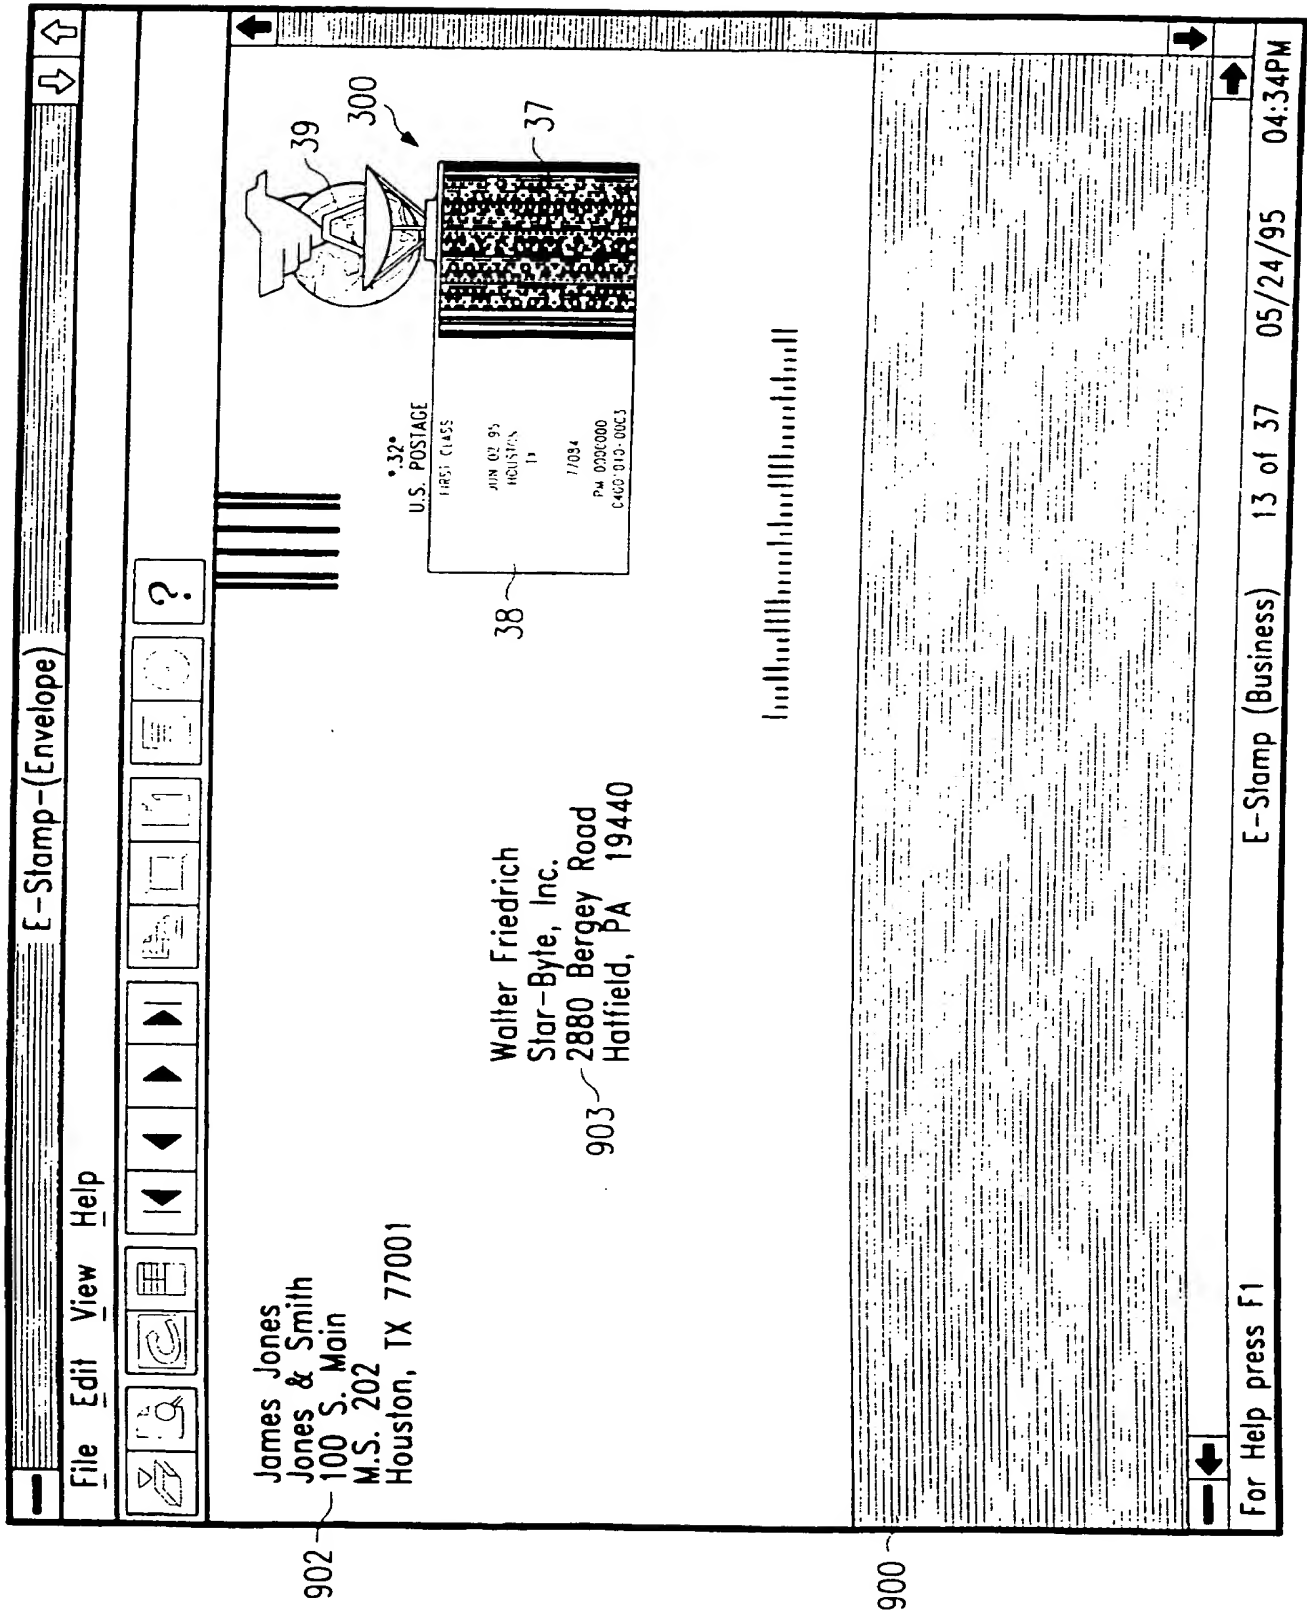 E-Stamp-(Envelope)
File Edit View Help
?
James Jones
Jones & Smith
100 S. Main
M.S. 202
Houston, TX 77001
902
.32
U.S. POSTAGE
FIRST CLASS
JUN 02 95
HOUSTON
TX
77084
PM 0000000
38
39
300
37
Walter Friedrich
Star-Byte, Inc.
2880 Bergey Road
Hatfield, PA 19440
903
900
For Help press F1 E-Stamp (Business) 13 of 37 05/24/95 04:34PM